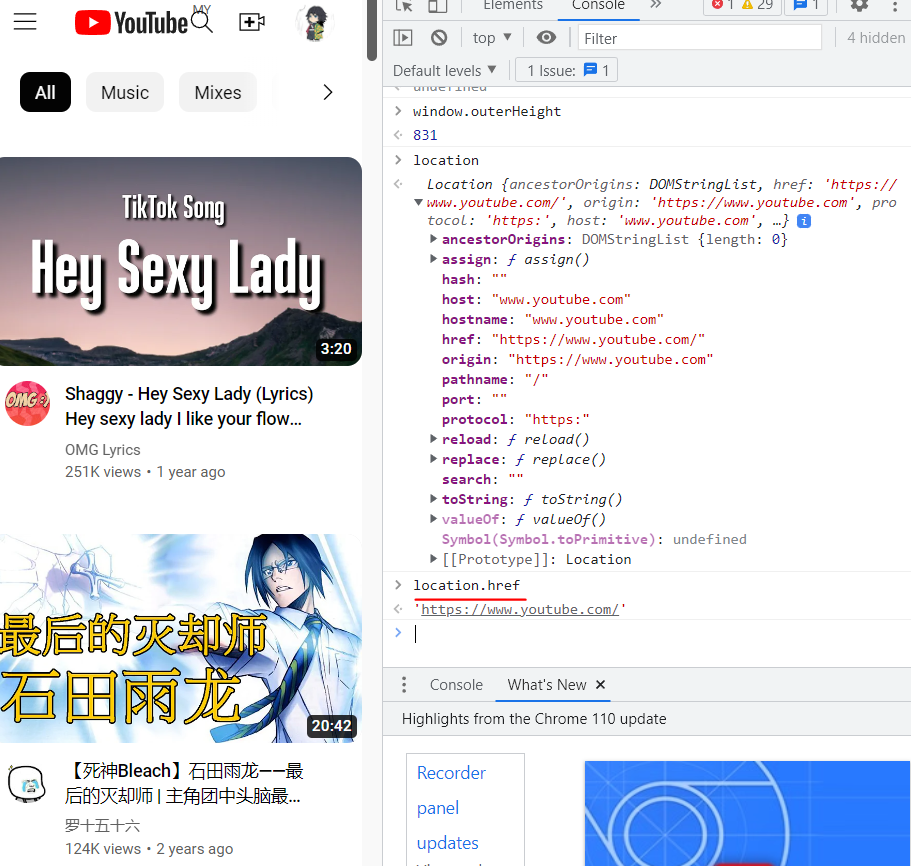 YouTube MY
All
Music
Mixes
TikTok Song
Hey Sexy Lady
3:20
OMG
Shaggy - Hey Sexy Lady (Lyrics)
Hey sexy lady I like your flow…
OMG Lyrics
251K views • 1 year ago
最后的灭却师
石田雨龙
20:42
【死神Bleach】石田雨龙——最
后的灭却师 | 主角团中头脑最…
罗十五十六
124K views • 2 years ago
Elements
Console
1
29
1
top
Filter
4 hidden
Default levels
1 Issue:
1
undefined
window.outerHeight
831
location
Location {ancestorOrigins: DOMStringList, href: 'https://
www.youtube.com/', origin: 'https://www.youtube.com', pro
tocol: 'https:', host: 'www.youtube.com', …}
ancestorOrigins: DOMStringList {length: 0}
assign: ƒ assign()
hash: ""
host: "www.youtube.com"
hostname: "www.youtube.com"
href: "https://www.youtube.com/"
origin: "https://www.youtube.com"
pathname: "/"
port: ""
protocol: "https:"
reload: ƒ reload()
replace: ƒ replace()
search: ""
toString: ƒ toString()
valueOf: ƒ valueOf()
Symbol(Symbol.toPrimitive): undefined
[[Prototype]]: Location
location.href
'https://www.youtube.com/'
Console
What's New
Highlights from the Chrome 110 update
Recorder
panel
updates